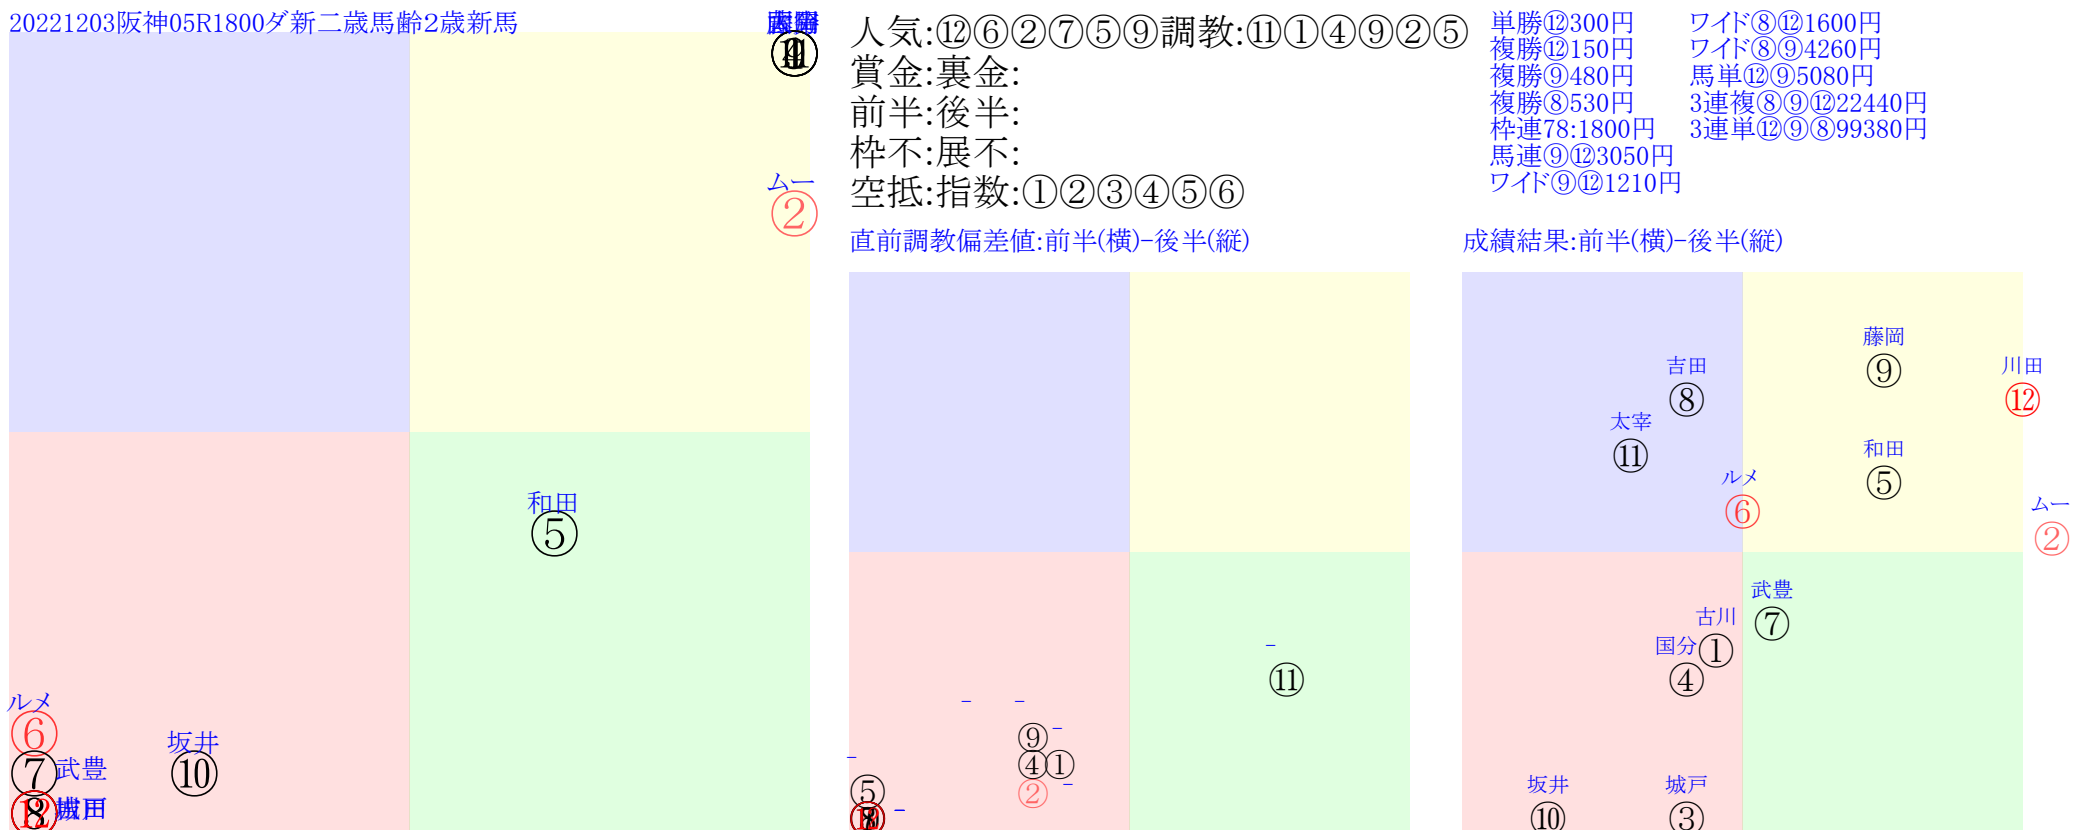 20221203阪神05R1800ダ新二歳馬齢2歳新馬
ムー
②
和田
⑤
ルメ
⑥
坂井
⑩
⑦武豊
⑫
人気:⑫⑥②⑦⑤⑨調教:⑪①④⑨②⑤
賞金:裏金:
前半:後半:
枠不:展不:
空抵:指数:①②③④⑤⑥
単勝⑫300円
複勝⑫150円
複勝⑨480円
複勝⑧530円
枠連78:1800円
馬連⑨⑫3050円
ワイド⑨⑫1210円
ワイド⑧⑫1600円
ワイド⑧⑨4260円
馬単⑫⑨5080円
3連複⑧⑨⑫22440円
3連単⑫⑨⑧99380円
直前調教偏差値:前半(横)-後半(縦)
-
⑪
- -
⑨ -
④①
-
②
-
⑤
-
成績結果:前半(横)-後半(縦)
藤岡
⑨
吉田
⑧
川田
⑫
太宰
⑪
和田
⑤
ルメ
⑥
ムー
②
武豊
⑦
古川
①
国分
④
坂井
⑩
城戸
③